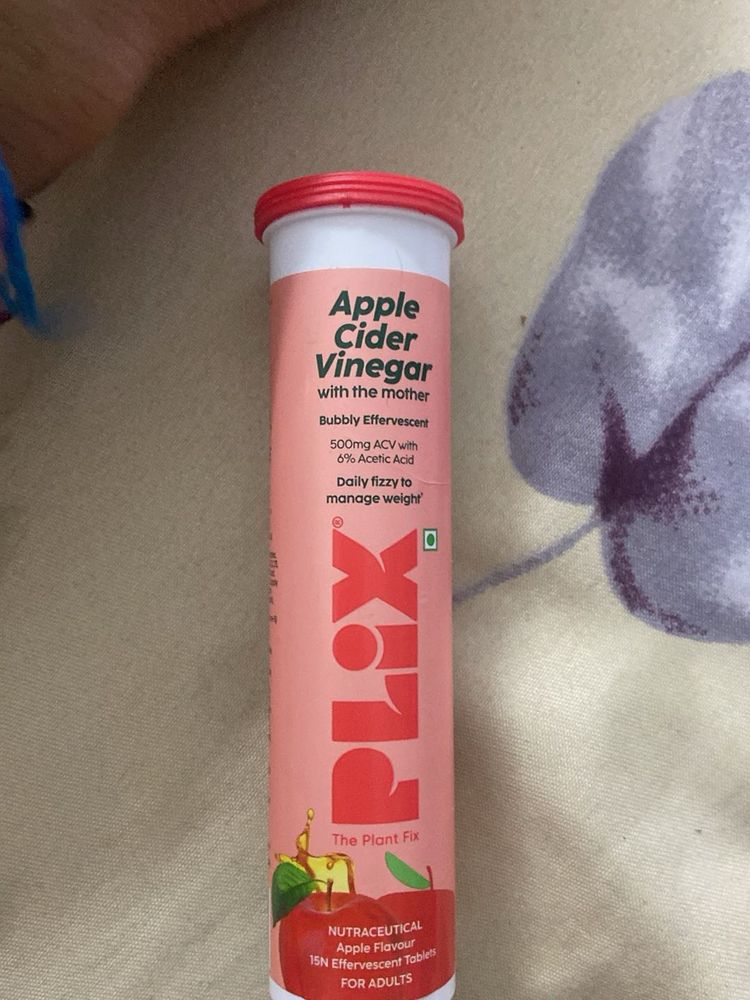 Apple
Cider
Vinegar
with the mother
Bubbly Effervescent
500mg ACV with
6% Acetic Acid
Daily fizzy to
manage weight
PLIX®
The Plant Fix
NUTRACEUTICAL
Apple Flavour
15N Effervescent Tablets
FOR ADULTS